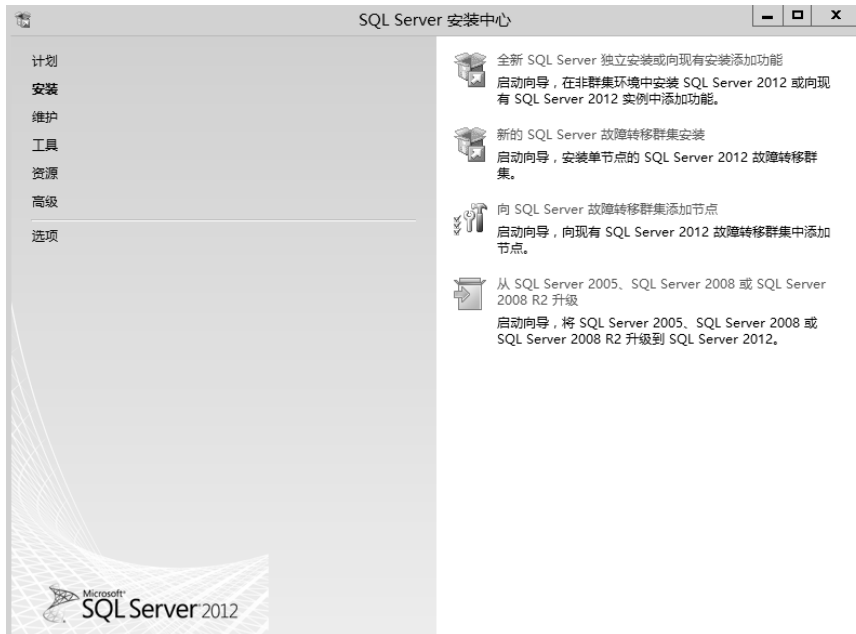 SQL Server 安装中心
计划
安装
维护
工具
资源
高级
选项
全新 SQL Server 独立安装或向现有安装添加功能
启动向导，在非群集环境中安装 SQL Server 2012 或向现
有 SQL Server 2012 实例中添加功能。
新的 SQL Server 故障转移群集安装
启动向导，安装单节点的 SQL Server 2012 故障转移群
集。
向 SQL Server 故障转移群集添加节点
启动向导，向现有 SQL Server 2012 故障转移群集中添加
节点。
从 SQL Server 2005、SQL Server 2008 或 SQL Server
2008 R2 升级
启动向导，将 SQL Server 2005、SQL Server 2008 或
SQL Server 2008 R2 升级到 SQL Server 2012。
Microsoft
SQL Server 2012